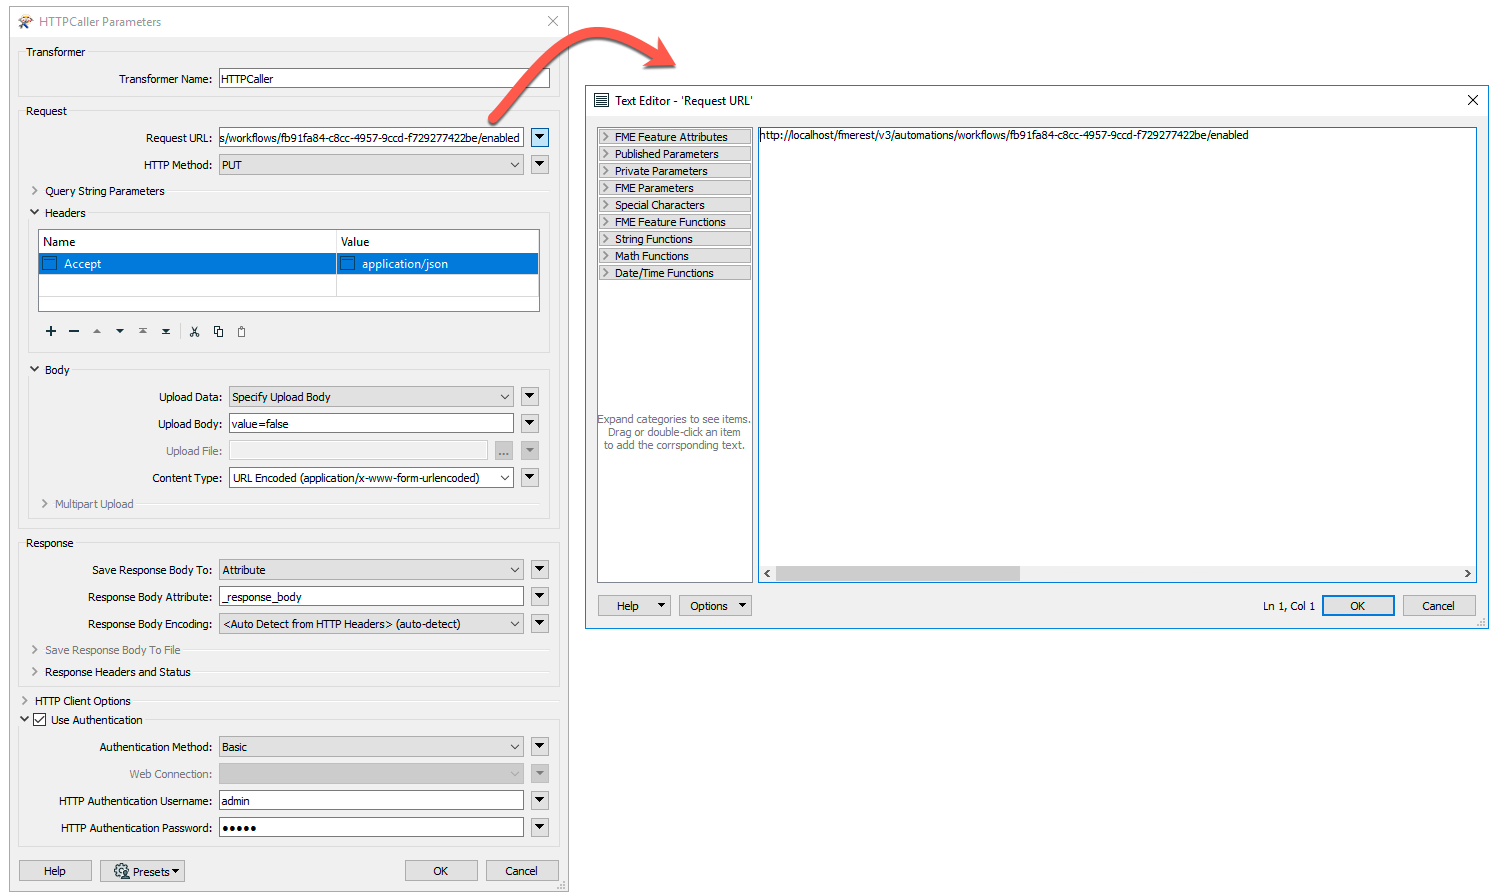 HTTPCaller Parameters
Transformer
Transformer Name: HTTPCaller
Request
Request URL: s/workflows/fb91fa84-c8cc-4957-9ccd-f729277422be/enabled
HTTP Method: PUT
Query String Parameters
Headers
Name Value
Accept application/json
Body
Upload Data: Specify Upload Body
Upload Body: value=false
Upload File: ...
Content Type: URL Encoded (application/x-www-form-urlencoded)
Multipart Upload
Response
Save Response Body To: Attribute
Response Body Attribute: _response_body
Response Body Encoding: <Auto Detect from HTTP Headers> (auto-detect)
Save Response Body To File
Response Headers and Status
HTTP Client Options
Use Authentication
Authentication Method: Basic
Web Connection:
HTTP Authentication Username: admin
HTTP Authentication Password: ●●●●●
Help Presets OK Cancel
Text Editor - 'Request URL'
FME Feature Attributes
Published Parameters
Private Parameters
FME Parameters
Special Characters
FME Feature Functions
String Functions
Math Functions
Date/Time Functions
Expand categories to see items.
Drag or double-click an item
to add the corrsponding text.
http://localhost/fmerest/v3/automations/workflows/fb91fa84-c8cc-4957-9ccd-f729277422be/enabled
Help Options Ln 1, Col 1 OK Cancel